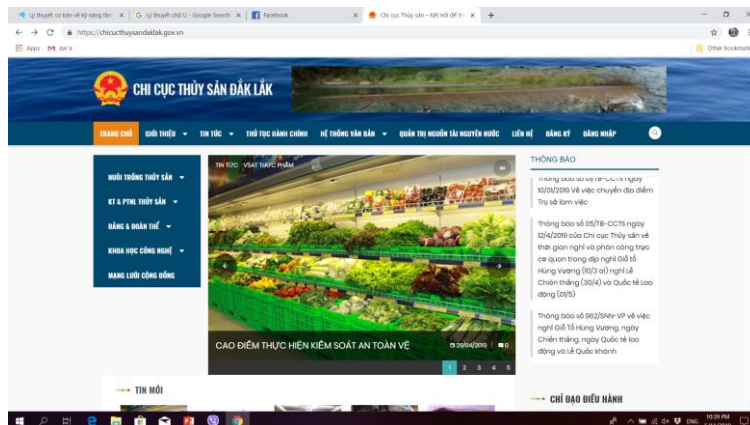 Lý thuyết cơ bản về kỹ năng làm
Lý thuyết chữ U - Google Search
Facebook
Chi cục Thủy sản – Kết nối để th
https://chicucthuysandaklak.gov.vn
Apps
Other bookmark
CHI CỤC THỦY SẢN ĐẮK LẮK
TRANG CHỦ
GIỚI THIỆU
TIN TỨC
THỦ TỤC HÀNH CHÍNH
HỆ THỐNG VĂN BẢN
QUẢN TRỊ NGUỒN TÀI NGUYÊN NƯỚC
LIÊN HỆ
ĐĂNG KÝ
ĐĂNG NHẬP
NUÔI TRỒNG THỦY SẢN
KT & PTNL THỦY SẢN
ĐẢNG & ĐOÀN THỂ
KHOA HỌC CÔNG NGHỆ
MẠNG LƯỚI CỘNG ĐỒNG
TIN TỨC VSAT THỰC PHẨM
CAO ĐIỂM THỰC HIỆN KIỂM SOÁT AN TOÀN VỆ
29/04/2019 0
1 2 3 4 5
THÔNG BÁO
10/01/2019 Về việc chuyển địa điểm
Trụ sở làm việc
Thông báo số 05/TB-CCTS ngày
12/4/2019 của Chi cục Thủy sản về
thời gian nghỉ và phân công trực
cơ quan trong dịp nghỉ Giỗ tổ
Hùng Vương (10/3 al) nghỉ Lễ
Chiến thắng (30/4) và Quốc tế Lao
động (01/5)
Thông báo số 962/SNN-VP về việc
nghỉ Giỗ Tổ Hùng Vương, ngày
Chiến thắng, ngày Quốc tế lao
động và Lễ Quốc khánh
TIN MỚI
CHỈ ĐẠO ĐIỀU HÀNH
ENG
10:39 PM